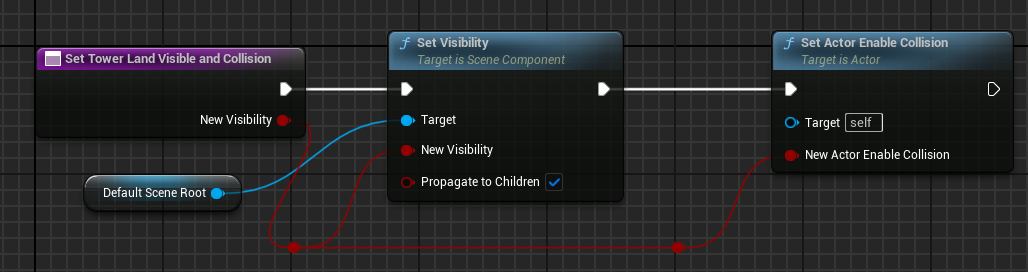 Set Tower Land Visible and Collision
New Visibility
Default Scene Root
Set Visibility
Target is Scene Component
Target
New Visibility
Propagate to Children
Set Actor Enable Collision
Target is Actor
Target self
New Actor Enable Collision